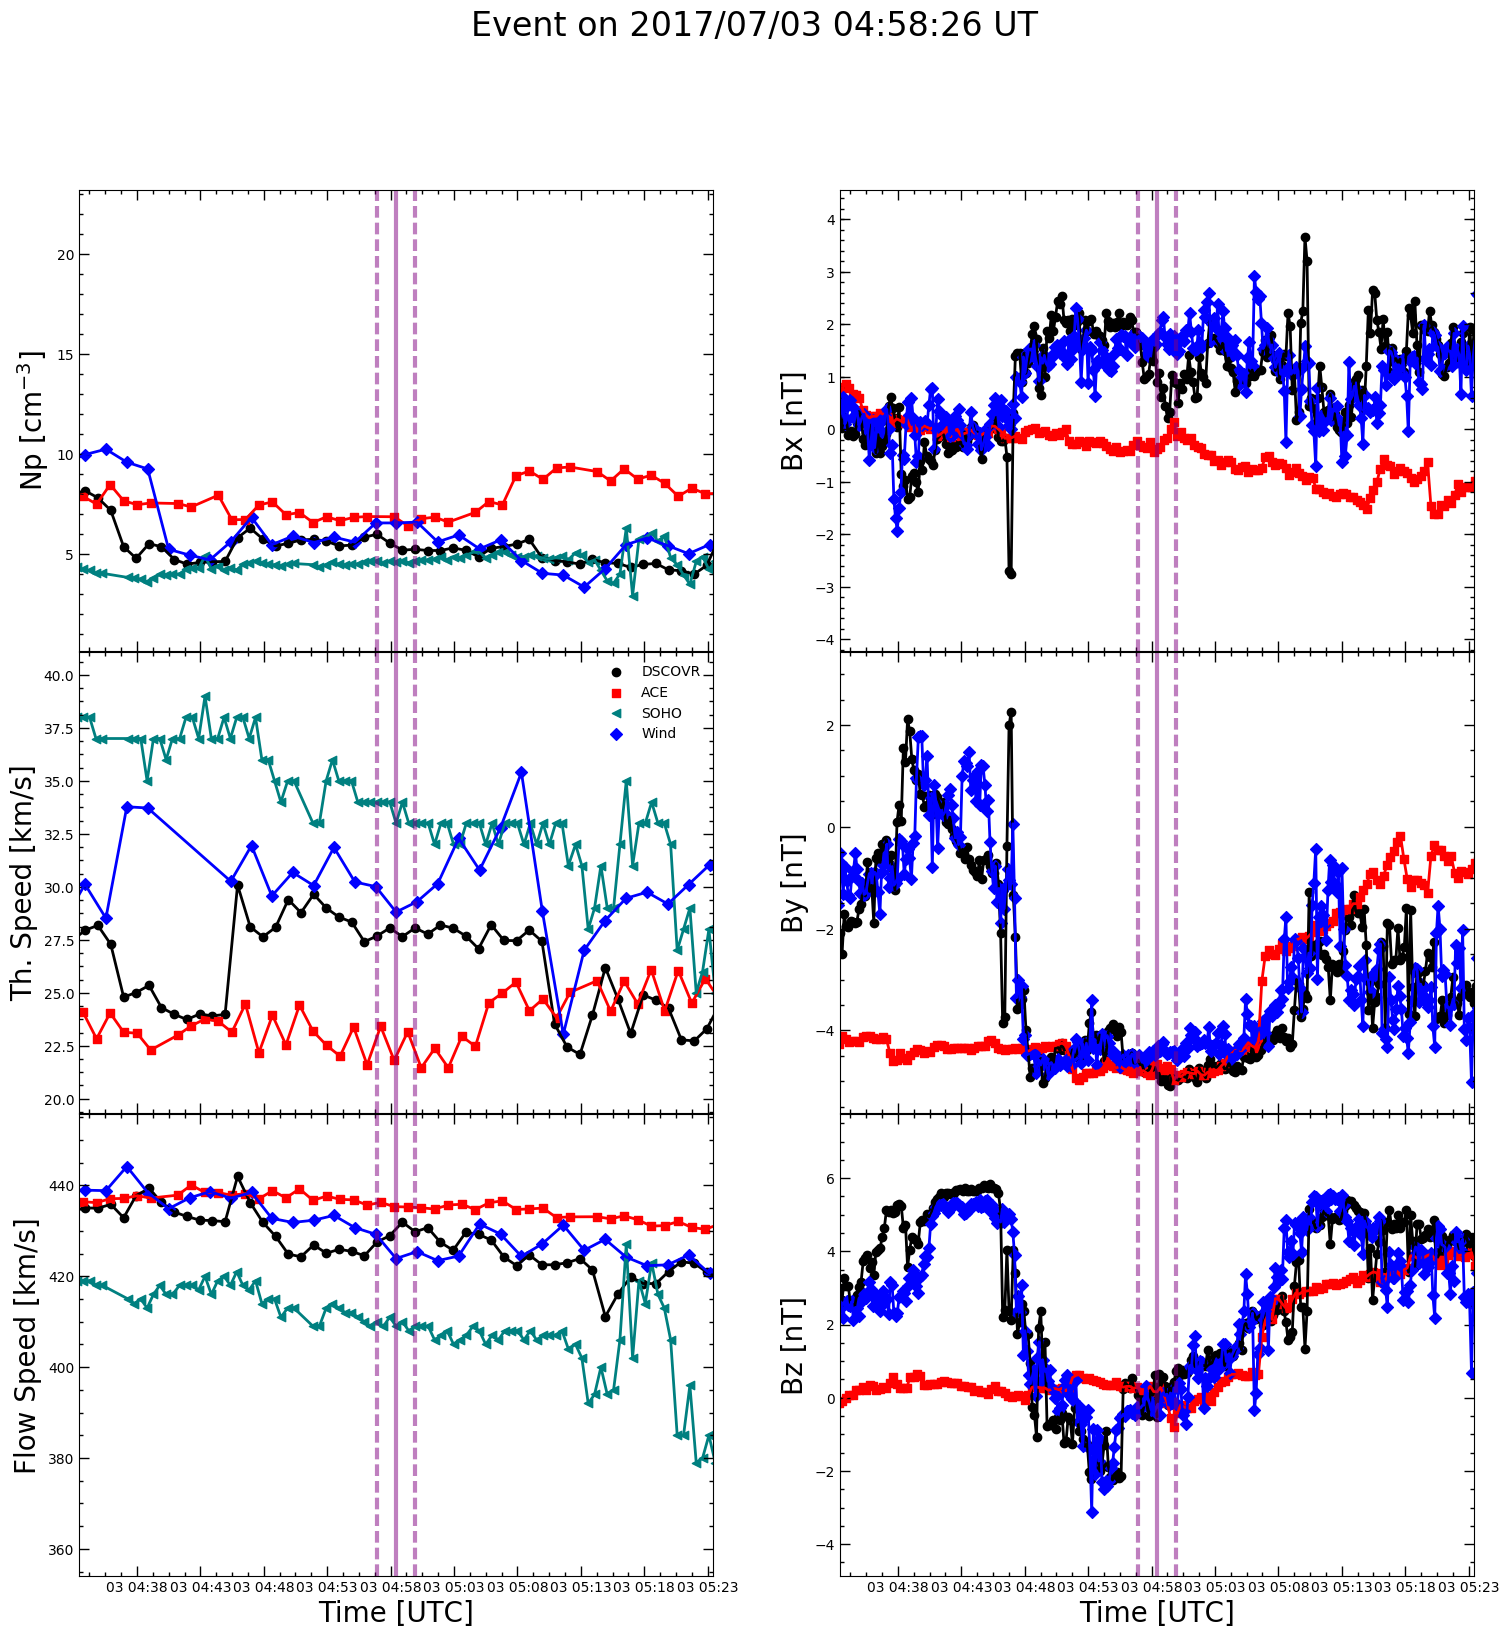 Event on 2017/07/03 04:58:26 UT
Np [cm⁻³]
20
15
10
5
Th. Speed [km/s]
40.0
37.5
35.0
32.5
30.0
27.5
25.0
22.5
20.0
DSCOVR
ACE
SOHO
Wind
Flow Speed [km/s]
440
420
400
380
360
03 04:38 03 04:43 03 04:48 03 04:53 03 04:58 03 05:03 03 05:08 03 05:13 03 05:18 03 05:23
Time [UTC]
Bx [nT]
4
3
2
1
0
−1
−2
−3
−4
By [nT]
2
0
−2
−4
Bz [nT]
6
4
2
0
−2
−4
03 04:38 03 04:43 03 04:48 03 04:53 03 04:58 03 05:03 03 05:08 03 05:13 03 05:18 03 05:23
Time [UTC]